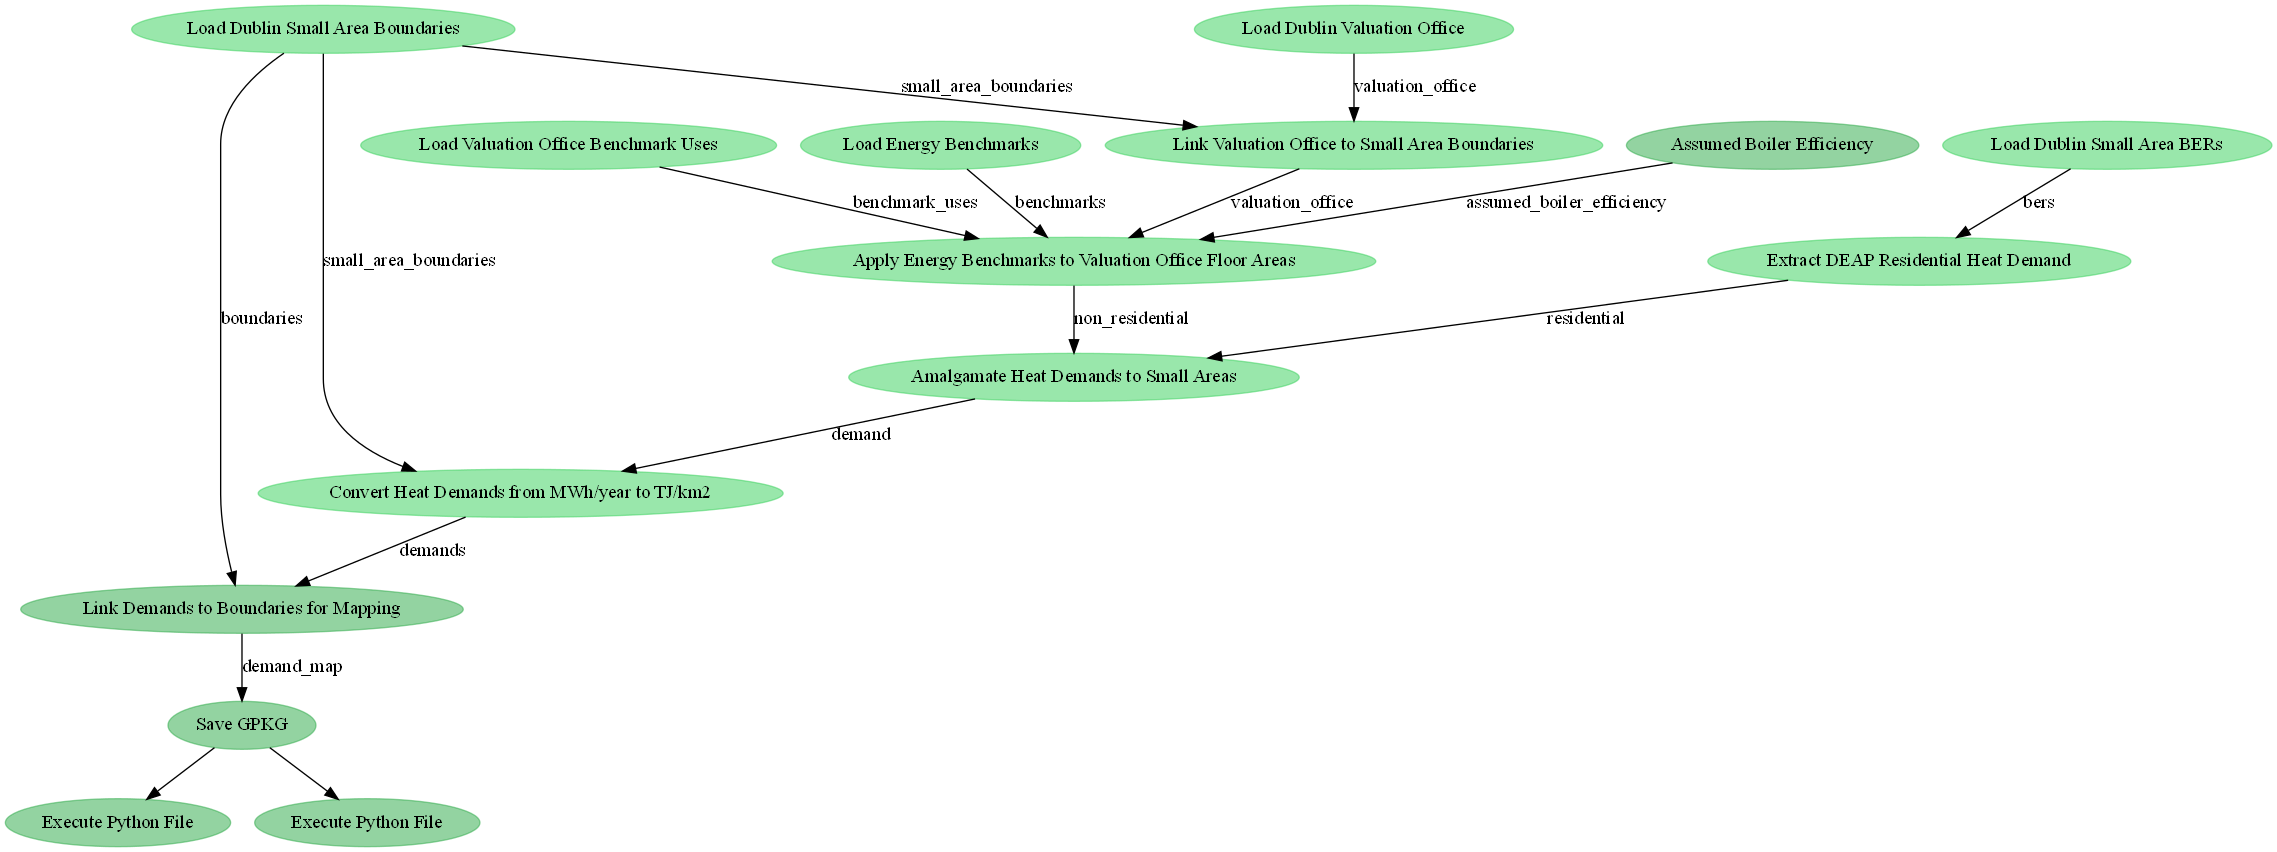 Load Dublin Small Area Boundaries
Load Dublin Valuation Office
small_area_boundaries
valuation_office
Load Valuation Office Benchmark Uses
Load Energy Benchmarks
Link Valuation Office to Small Area Boundaries
Assumed Boiler Efficiency
Load Dublin Small Area BERs
benchmark_uses
benchmarks
valuation_office
assumed_boiler_efficiency
bers
small_area_boundaries
Apply Energy Benchmarks to Valuation Office Floor Areas
Extract DEAP Residential Heat Demand
boundaries
non_residential
residential
Amalgamate Heat Demands to Small Areas
demand
Convert Heat Demands from MWh/year to TJ/km2
demands
Link Demands to Boundaries for Mapping
demand_map
Save GPKG
Execute Python File
Execute Python File